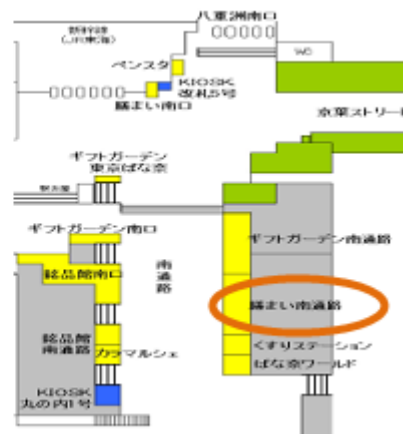 八重洲南口
新幹線
(JR東海)
WC
ペンスタ
KIOSK
改札5号
膳まい南口
京葉ストリート
ギフトガーデン
東京ばな奈
ギフトガーデン南口
ギフトガーデン南通路
銘品館南口
南通路
膳まい南通路
銘品館
南通路
カラマルシェ
くすりステーション
ばな奈ワールド
KIOSK
丸の内1号